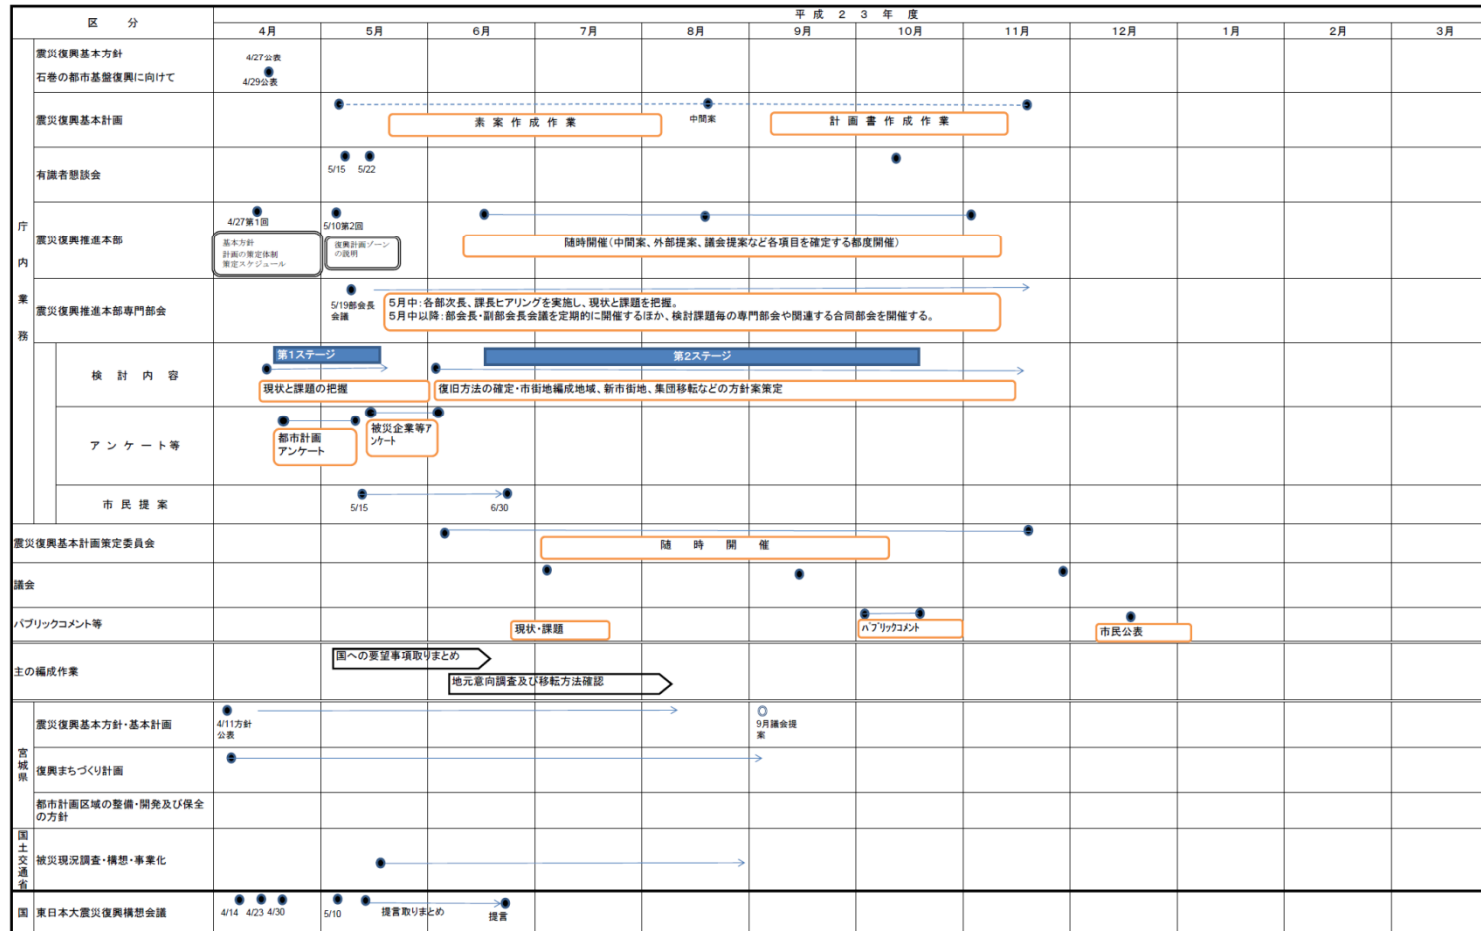 区 分
平成23年度
4月 5月 6月 7月 8月 9月 10月 11月 12月 1月 2月 3月
庁内業務
震災復興基本方針
石巻の都市基盤復興に向けて
4/27公表
4/29公表
震災復興基本計画
素案作成作業
中間案
計画書作成作業
有識者懇談会
5/15 5/22
震災復興推進本部
4/27第1回
基本方針
計画の策定体制
策定スケジュール
5/10第2回
復興計画ゾーン
の説明
随時開催(中間案、外部提案、議会提案など各項目を確定する都度開催)
震災復興推進本部専門部会
5/19部会長
会議
5月中:各部次長、課長ヒアリングを実施し、現状と課題を把握。
5月中以降:部会長・副部会長会議を定期的に開催するほか、検討課題毎の専門部会や関連する合同部会を開催する。
検討内容
第1ステージ
第2ステージ
現状と課題の把握
復旧方法の確定・市街地編成地域、新市街地、集団移転などの方針案策定
アンケート等
都市計画
アンケート
被災企業等ア
ンケート
市民提案
5/15
6/30
震災復興基本計画策定委員会
随時開催
議会
パブリックコメント等
現状・課題
パブリックコメント
市民公表
主の編成作業
国への要望事項取りまとめ
地元意向調査及び移転方法確認
宮城県
震災復興基本方針・基本計画
4/11方針
公表
9月議会提
案
復興まちづくり計画
都市計画区域の整備・開発及び保全
の方針
国土交通省
被災現況調査・構想・事業化
国
東日本大震災復興構想会議
4/14 4/23 4/30
5/10
提言取りまとめ
提言